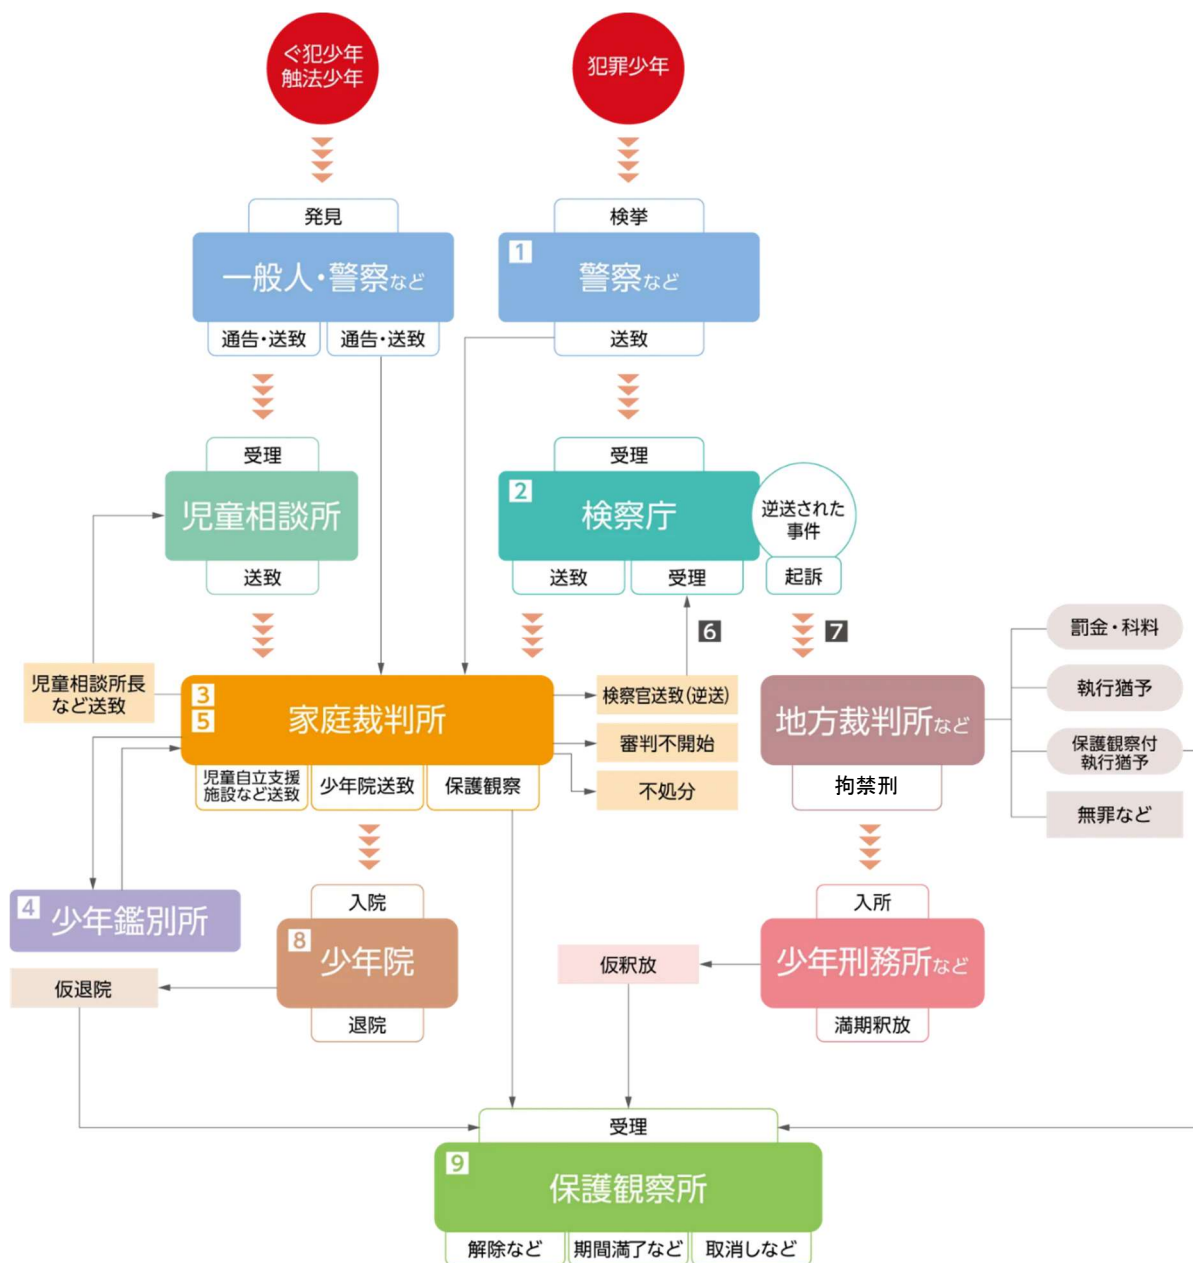 ぐ犯少年
触法少年
犯罪少年
発見
一般人・警察など
通告・送致
通告・送致
検挙
1
警察など
送致
受理
児童相談所
送致
受理
2
検察庁
逆送された
事件
送致
受理
起訴
6
7
児童相談所長
など送致
3
5
家庭裁判所
児童自立支援
施設など送致
少年院送致
保護観察
検察官送致(逆送)
審判不開始
不処分
地方裁判所など
拘禁刑
罰金・科料
執行猶予
保護観察付
執行猶予
無罪など
4
少年鑑別所
入院
8
少年院
退院
仮退院
入所
少年刑務所など
満期釈放
仮釈放
受理
9
保護観察所
解除など
期間満了など
取消しなど